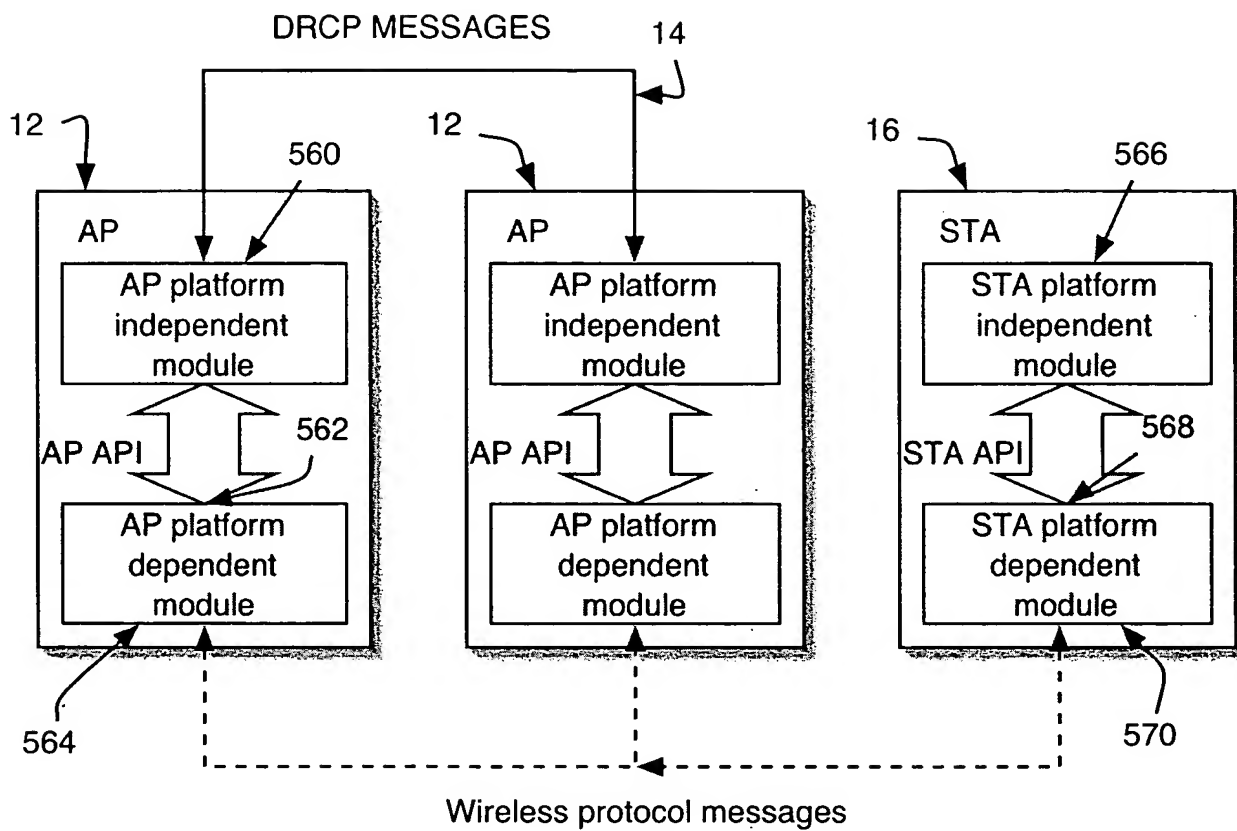 DRCP MESSAGES
14
12
12
16
560
566
AP
AP
STA
AP platform
independent
module
AP platform
independent
module
STA platform
independent
module
562
568
AP API
AP API
STA API
AP platform
dependent
module
AP platform
dependent
module
STA platform
dependent
module
564
570
Wireless protocol messages